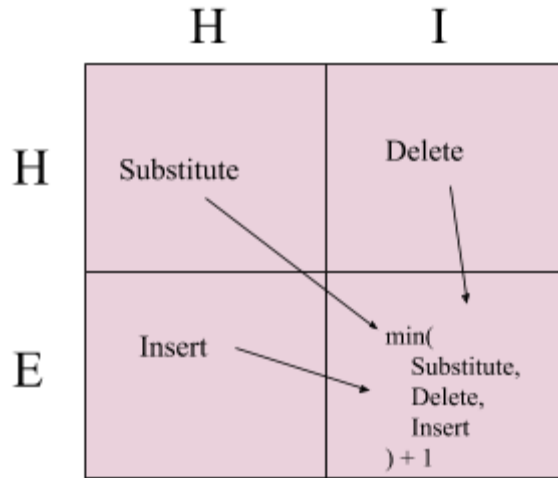 H I
H
Substitute
Delete
E
Insert
min(
Substitute,
Delete,
Insert
) + 1